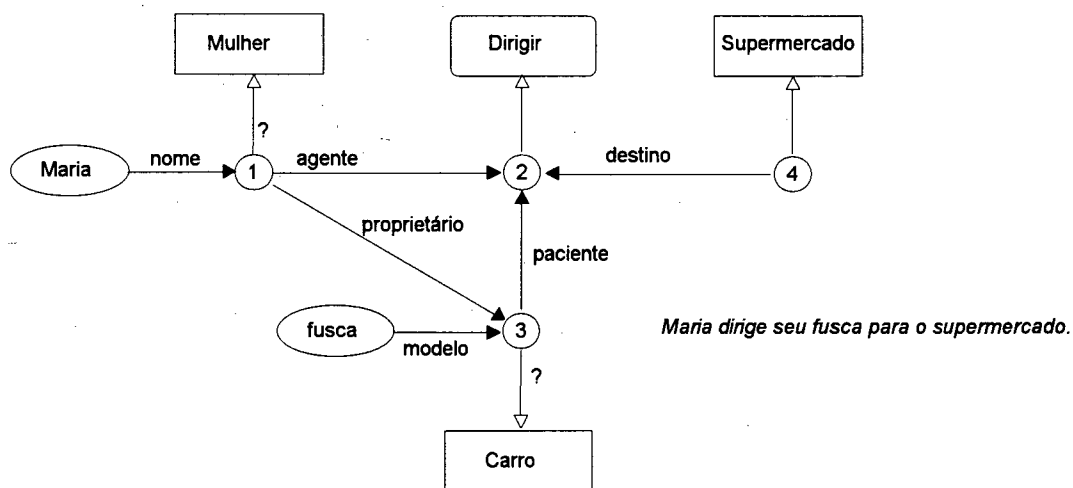 Mulher
Dirigir
Supermercado
?
Maria
nome
1
agente
2
destino
4
proprietário
paciente
fusca
modelo
3
Maria dirige seu fusca para o supermercado.
?
Carro